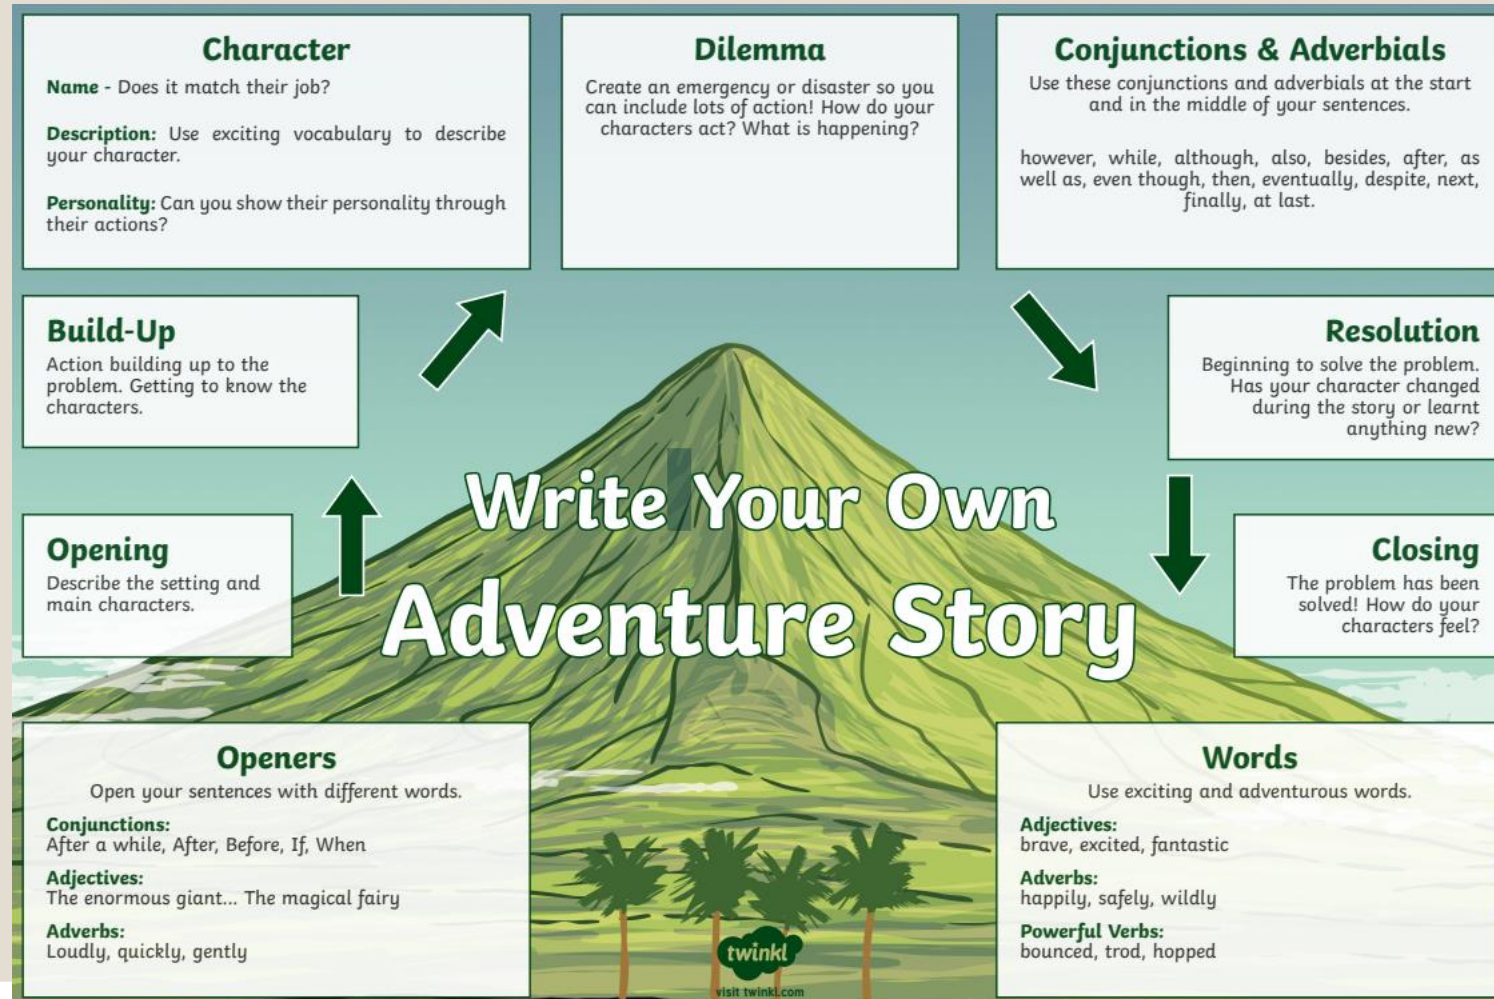 Character
Name - Does it match their job?
Description: Use exciting vocabulary to describe
your character.
Personality: Can you show their personality through
their actions?
Dilemma
Create an emergency or disaster so you
can include lots of action! How do your
characters act? What is happening?
Conjunctions & Adverbials
Use these conjunctions and adverbials at the start
and in the middle of your sentences.
however, while, although, also, besides, after, as
well as, even though, then, eventually, despite, next,
finally, at last.
Build-Up
Action building up to the
problem. Getting to know the
characters.
Resolution
Beginning to solve the problem.
Has your character changed
during the story or learnt
anything new?
Write Your Own
Adventure Story
Opening
Describe the setting and
main characters.
Closing
The problem has been
solved! How do your
characters feel?
Openers
Open your sentences with different words.
Conjunctions:
After a while, After, Before, If, When
Adjectives:
The enormous giant... The magical fairy
Adverbs:
Loudly, quickly, gently
Words
Use exciting and adventurous words.
Adjectives:
brave, excited, fantastic
Adverbs:
happily, safely, wildly
Powerful Verbs:
bounced, trod, hopped
twinkl
visit twinkl.com